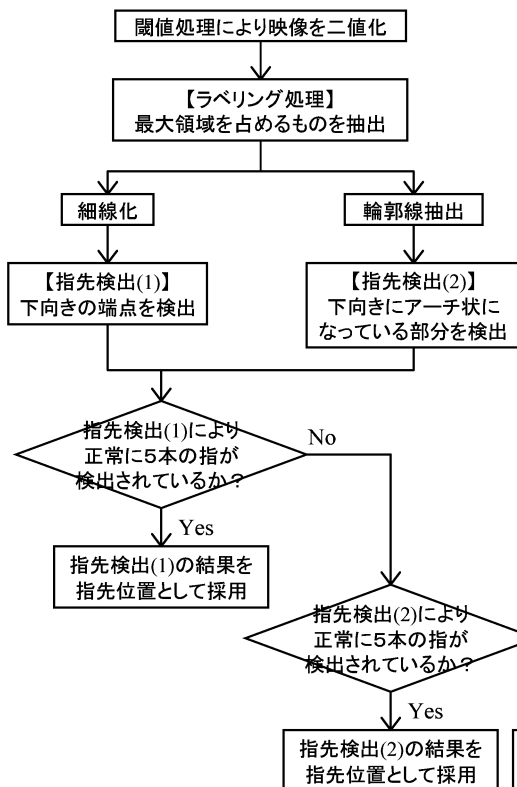 閾値処理により映像を二値化
【ラベリング処理】
最大領域を占めるものを抽出
細線化
輪郭線抽出
【指先検出(1)】
下向きの端点を検出
【指先検出(2)】
下向きにアーチ状に
なっている部分を検出
指先検出(1)により
正常に5本の指が
検出されているか?
No
Yes
指先検出(1)の結果を
指先位置として採用
指先検出(2)により
正常に5本の指が
検出されているか?
Yes
指先検出(2)の結果を
指先位置として採用